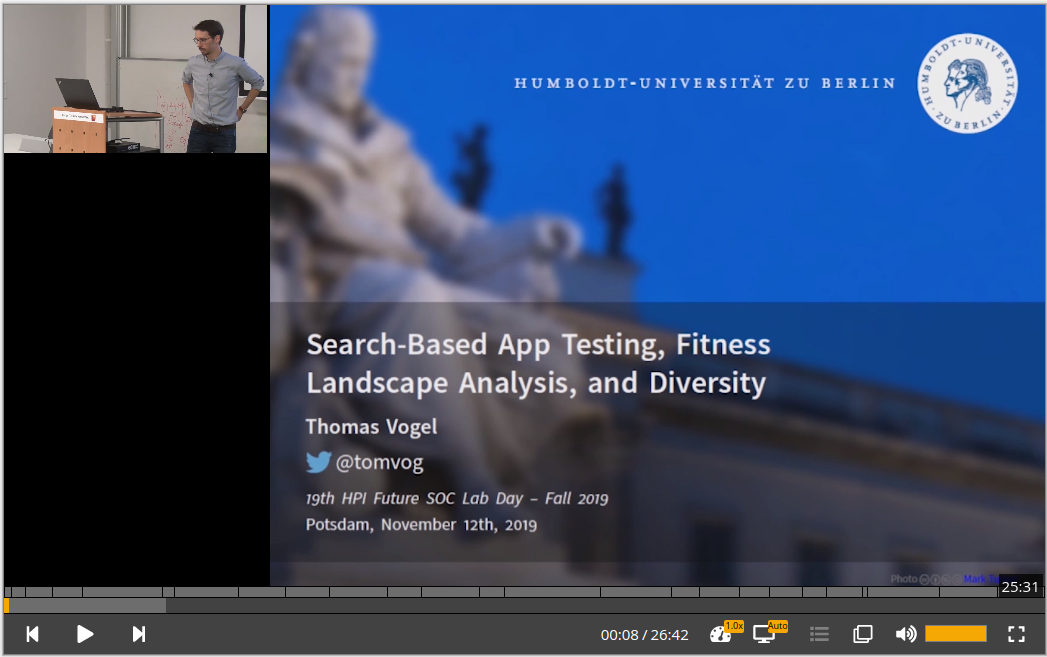 HUMBOLDT-UNIVERSITÄT ZU BERLIN
HUMBOLDT-UNIVERSITÄT · ZU BERLIN ·
Search-Based App Testing, Fitness
Landscape Analysis, and Diversity
Thomas Vogel
@tomvog
19th HPI Future SOC Lab Day – Fall 2019
Potsdam, November 12th, 2019
Photo Mark
25:31
00:08 / 26:42
1.0x
Auto